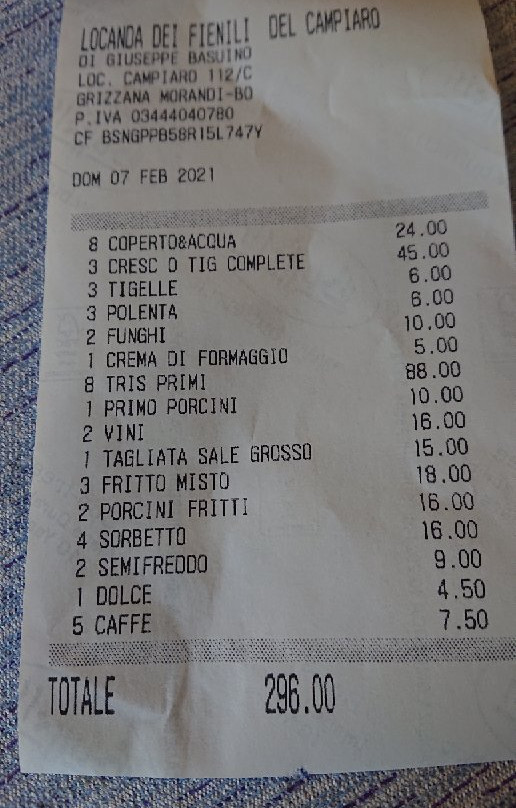 LOCANDA DEI FIENILI DEL CAMPIARO
DI GIUSEPPE BASUINO
LOC. CAMPIARO 112/C
GRIZZANA MORANDI-BO
P.IVA 03444040780
CF BSNGPPB58R15L747Y
DOM 07 FEB 2021
8 COPERTO&ACQUA 24.00
3 CRESC O TIG COMPLETE 45.00
3 TIGELLE 6.00
3 POLENTA 6.00
2 FUNGHI 10.00
1 CREMA DI FORMAGGIO 5.00
8 TRIS PRIMI 88.00
1 PRIMO PORCINI 10.00
2 VINI 16.00
1 TAGLIATA SALE GROSSO 15.00
3 FRITTO MISTO 18.00
2 PORCINI FRITTI 16.00
4 SORBETTO 16.00
2 SEMIFREDDO 9.00
1 DOLCE 4.50
5 CAFFE 7.50
TOTALE 296.00